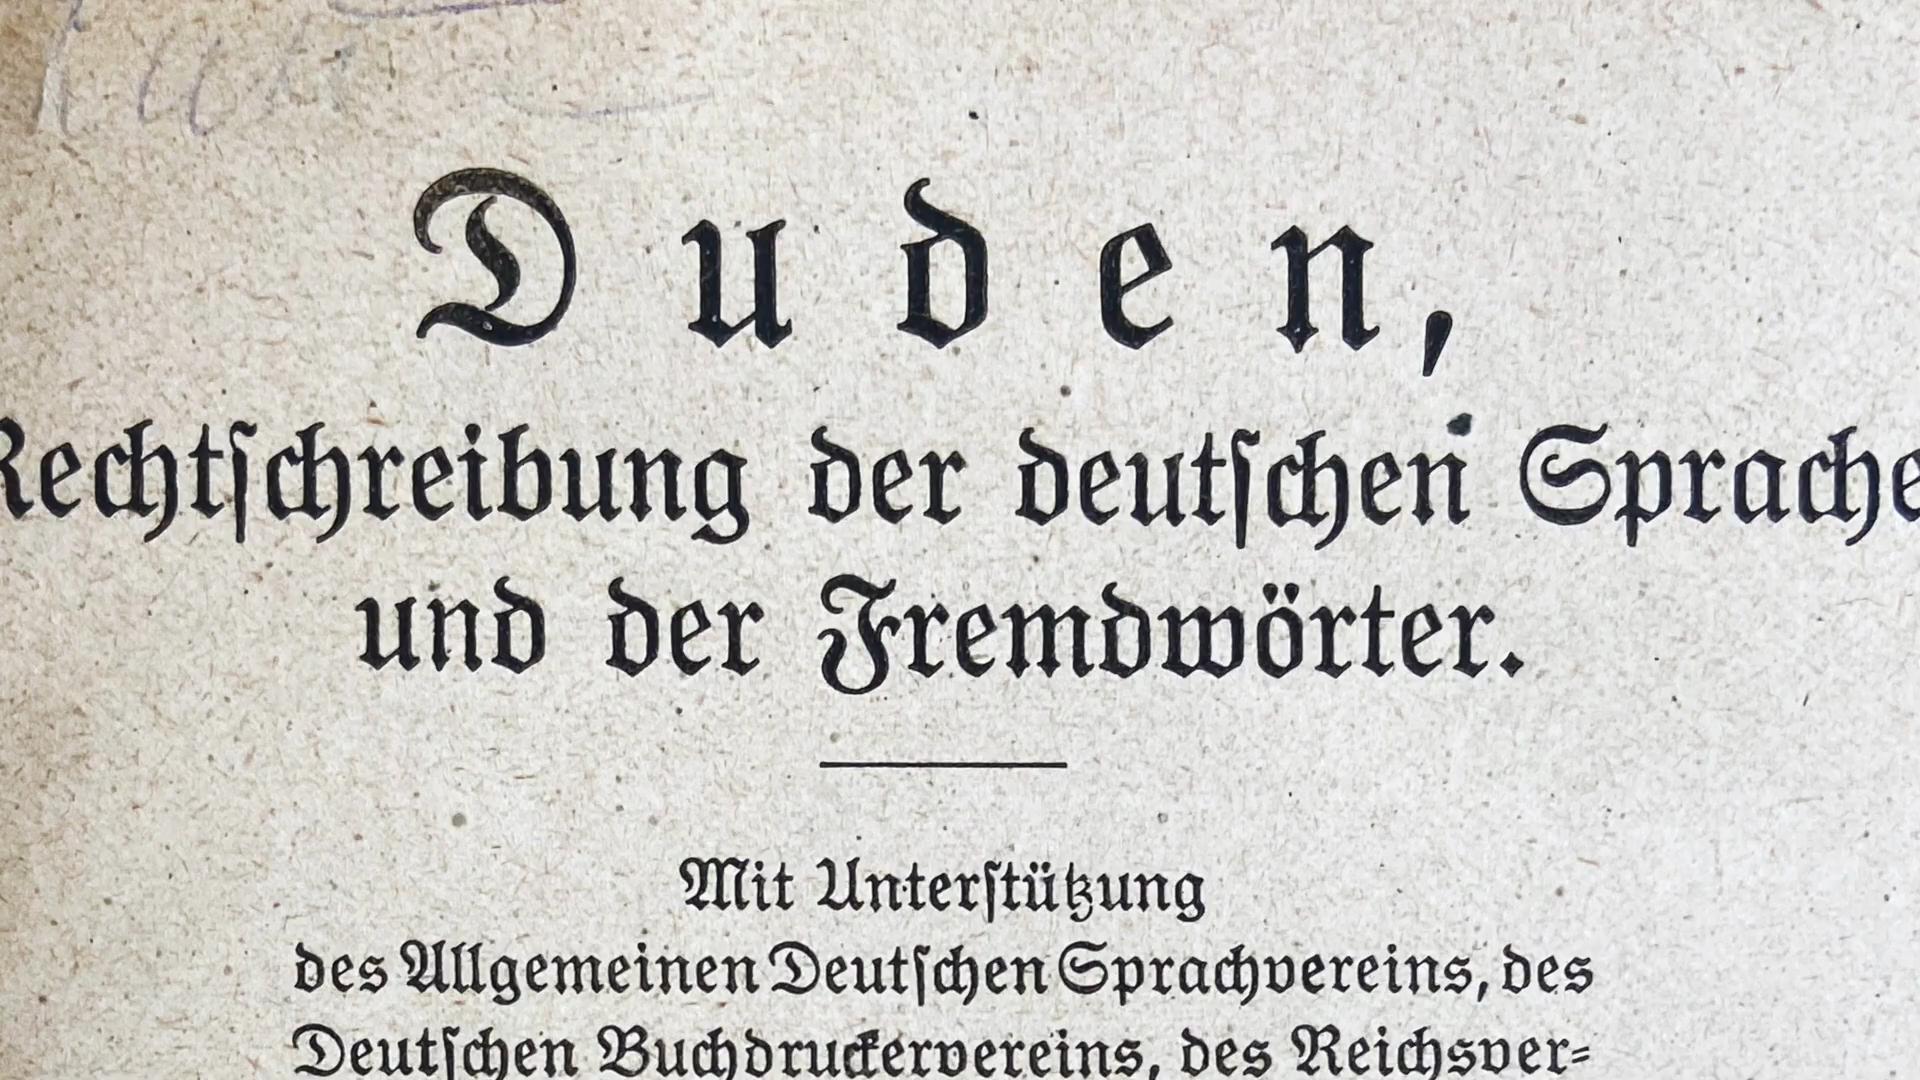 Duden,
Rechtſchreibung der deutſchen Sprache
und der Fremdwörter.
Mit Unterſtützung
des Allgemeinen Deutſchen Sprachvereins, des
Deutſchen Buchdruckervereins, des Reichsver-